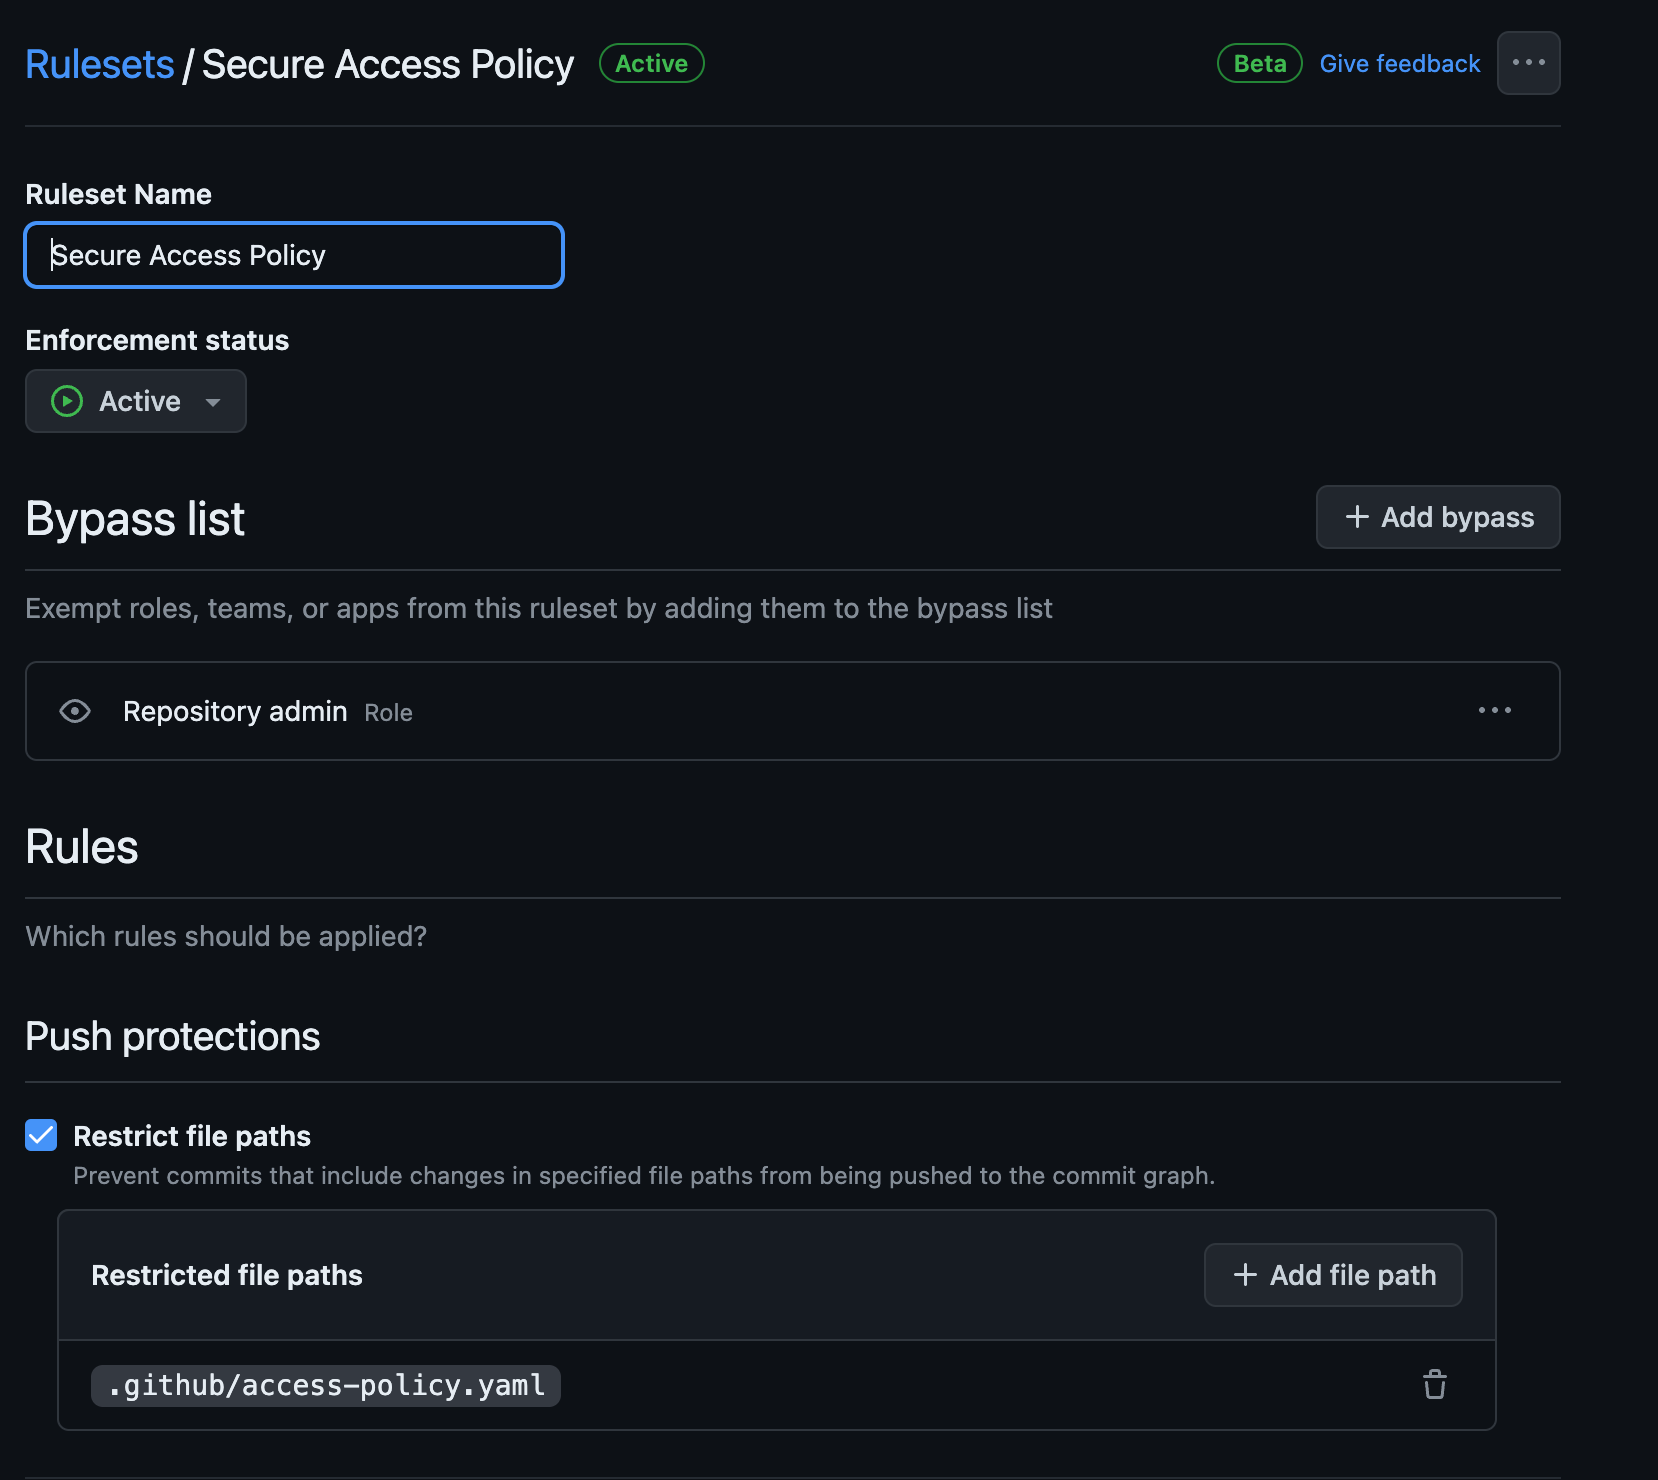 Rulesets / Secure Access Policy Active Beta Give feedback
Ruleset Name
Secure Access Policy
Enforcement status
Active
Bypass list + Add bypass
Exempt roles, teams, or apps from this ruleset by adding them to the bypass list
Repository admin Role
Rules
Which rules should be applied?
Push protections
Restrict file paths
Prevent commits that include changes in specified file paths from being pushed to the commit graph.
Restricted file paths + Add file path
.github/access-policy.yaml